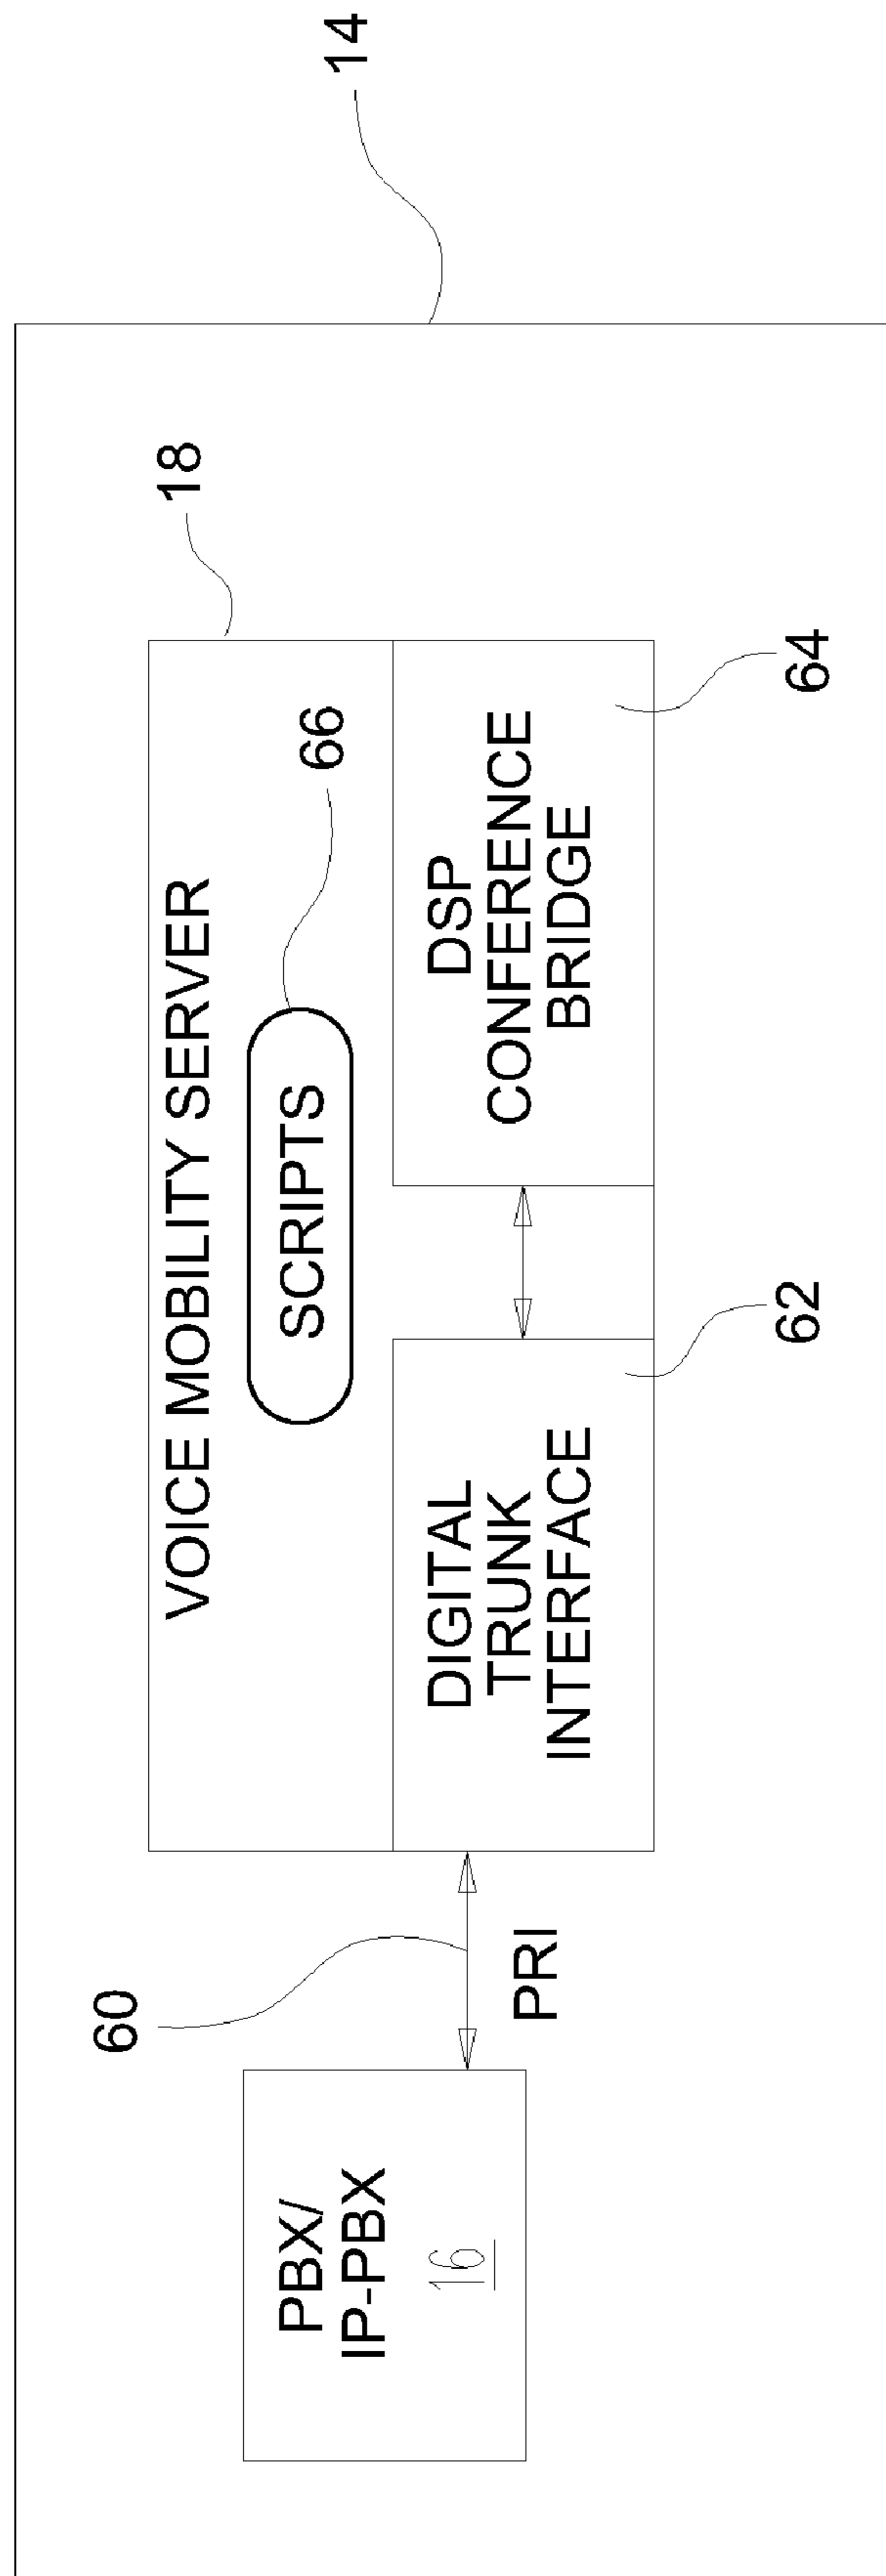 14
18
VOICE MOBILITY SERVER
66
SCRIPTS
60
PBX/
IP-PBX
16
PRI
DIGITAL
TRUNK
INTERFACE
DSP
CONFERENCE
BRIDGE
62
64